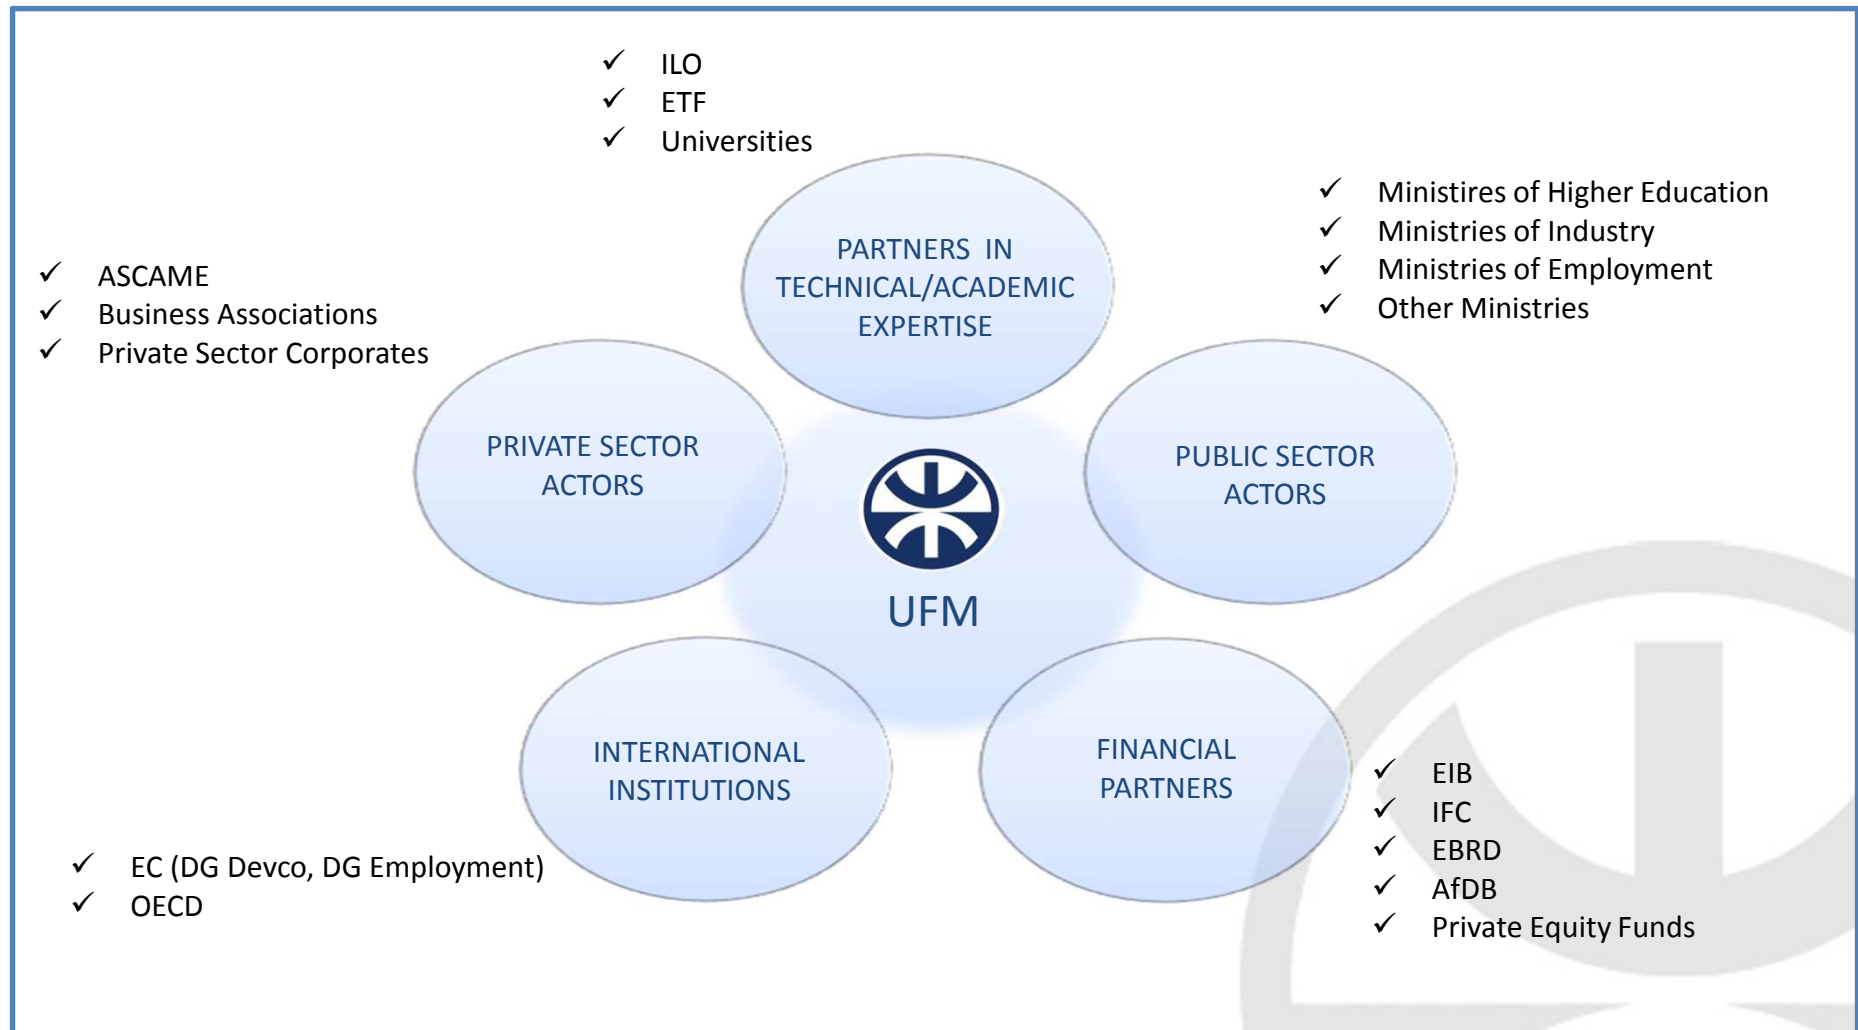 ILO
ETF
Universities
Ministires of Higher Education
Ministries of Industry
Ministries of Employment
Other Ministries
PARTNERS IN
TECHNICAL/ACADEMIC
EXPERTISE
ASCAME
Business Associations
Private Sector Corporates
PRIVATE SECTOR
ACTORS
PUBLIC SECTOR
ACTORS
UFM
INTERNATIONAL
INSTITUTIONS
FINANCIAL
PARTNERS
EIB
IFC
EBRD
AfDB
Private Equity Funds
EC (DG Devco, DG Employment)
OECD